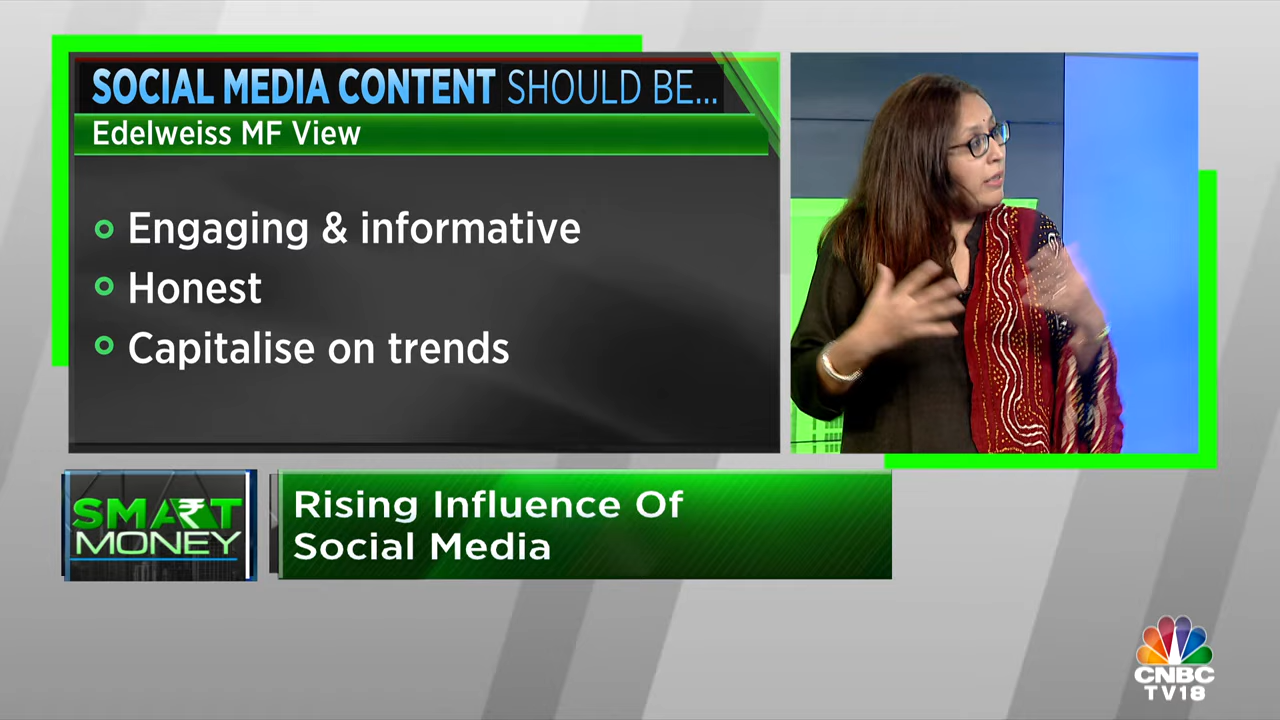 SOCIAL MEDIA CONTENT SHOULD BE...
Edelweiss MF View
Engaging & informative
Honest
Capitalise on trends
SMA₹T
MONEY
Rising Influence Of
Social Media
CNBC
TV18